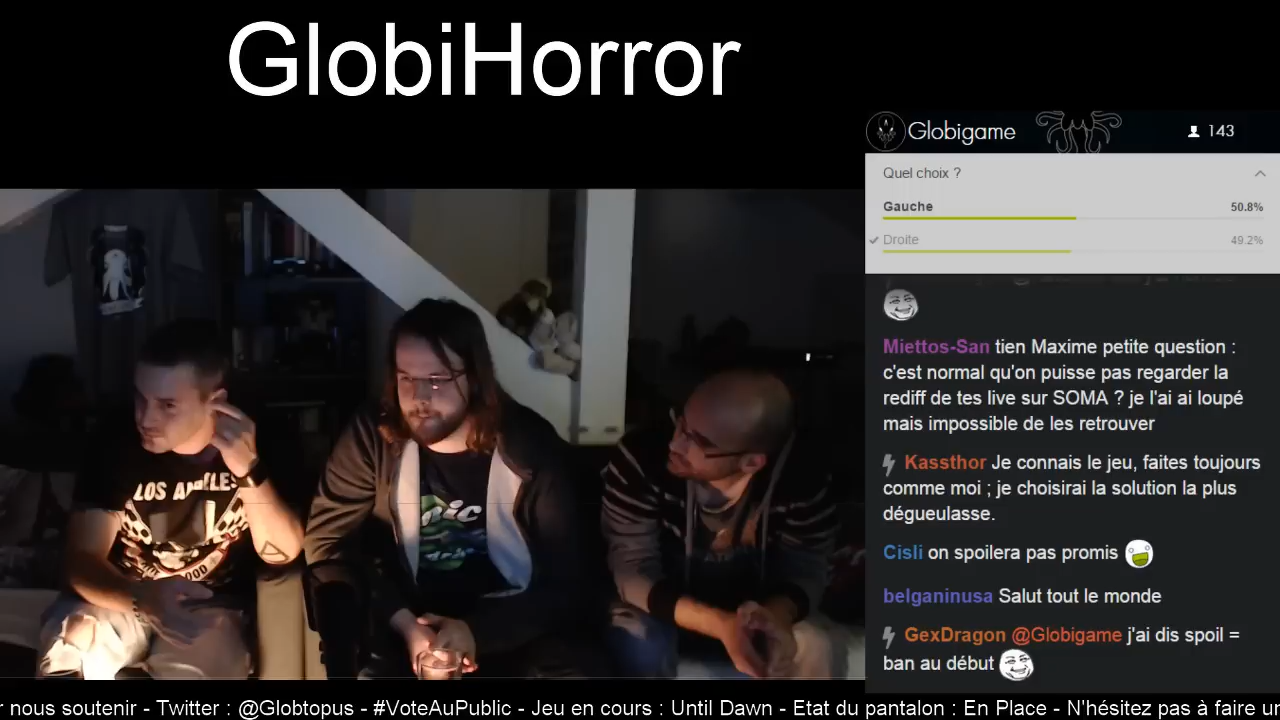 GlobiHorror
Globigame
143
Quel choix ?
Gauche
50.8%
Droite
49.2%
Miettos-San tien Maxime petite question :
c'est normal qu'on puisse pas regarder la
rediff de tes live sur SOMA ? je l'ai ai loupé
mais impossible de les retrouver
Kassthor Je connais le jeu, faites toujours
comme moi ; je choisirai la solution la plus
dégueulasse.
Cisli on spoilera pas promis
belganinusa Salut tout le monde
GexDragon @Globigame j'ai dis spoil =
ban au début
LOS ANGELES
r nous soutenir - Twitter : @Globtopus - #VoteAuPublic - Jeu en cours : Until Dawn - Etat du pantalon : En Place - N'hésitez pas à faire un